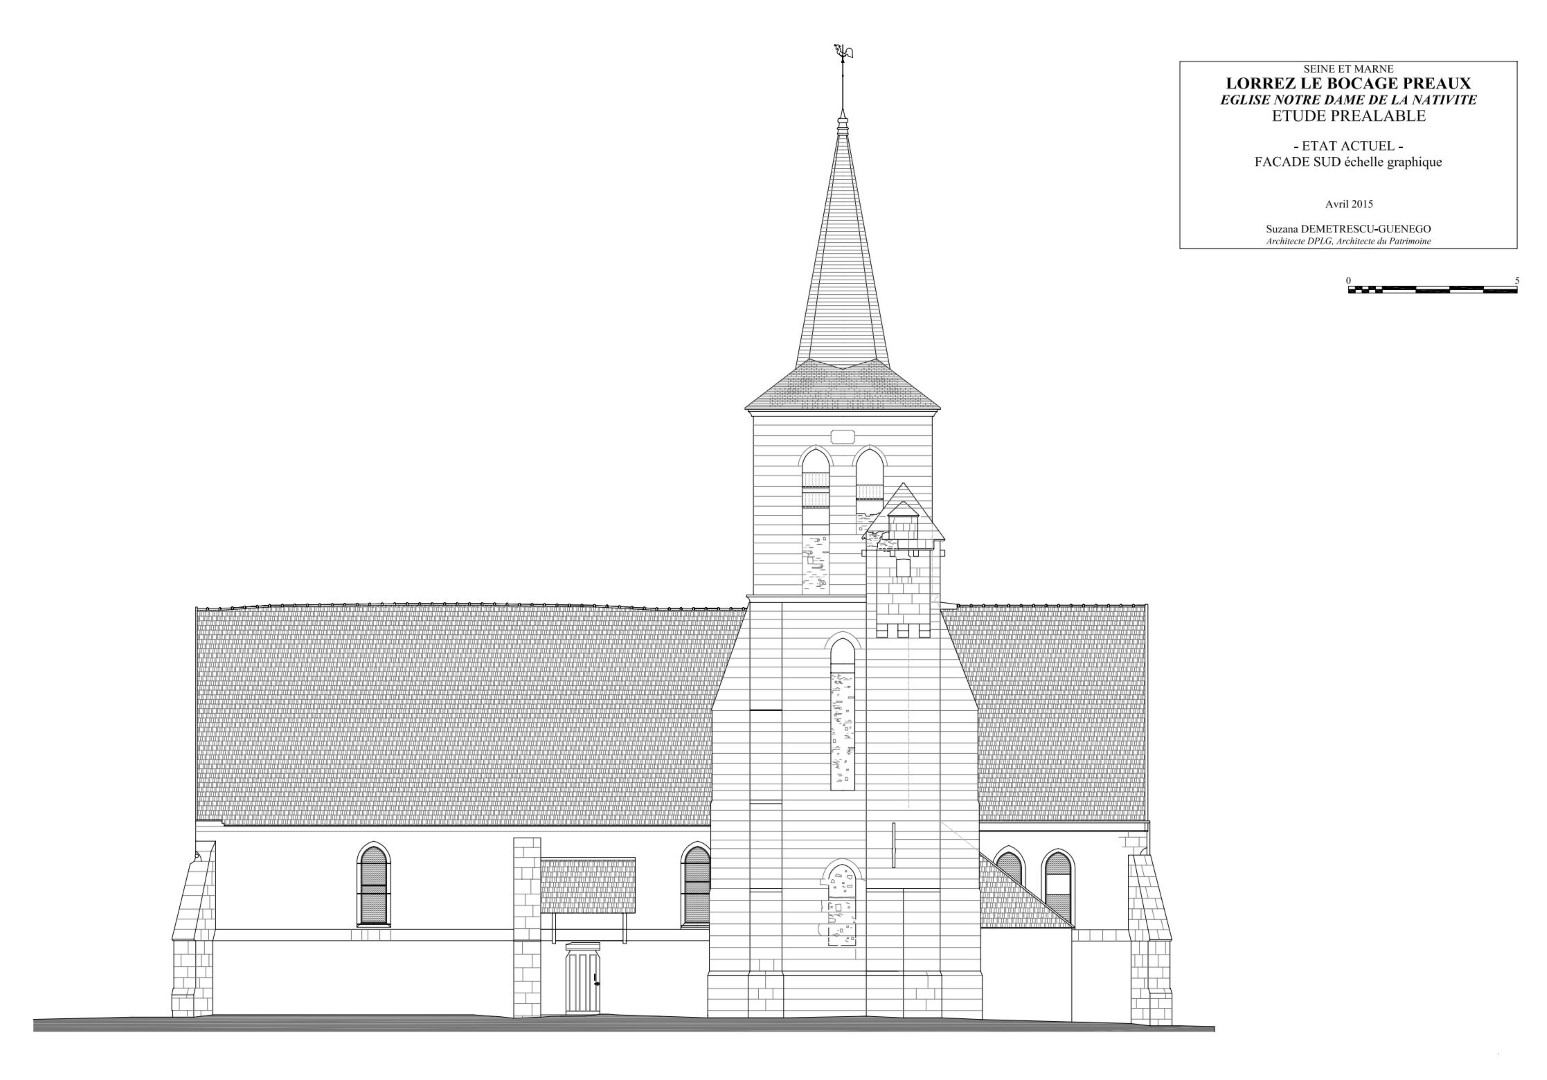 SEINE ET MARNE
LORREZ LE BOCAGE PREAUX
EGLISE NOTRE DAME DE LA NATIVITE
ETUDE PREALABLE
- ETAT ACTUEL -
FACADE SUD échelle graphique
Avril 2015
Suzana DEMETRESCU-GUENEGO
Architecte DPLG, Architecte du Patrimoine
0 5